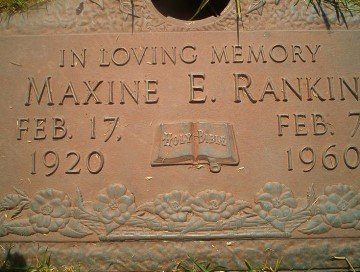 IN LOVING MEMORY
MAXINE E. RANKIN
FEB. 17, HOLY BIBLE FEB. 7
1920 1960